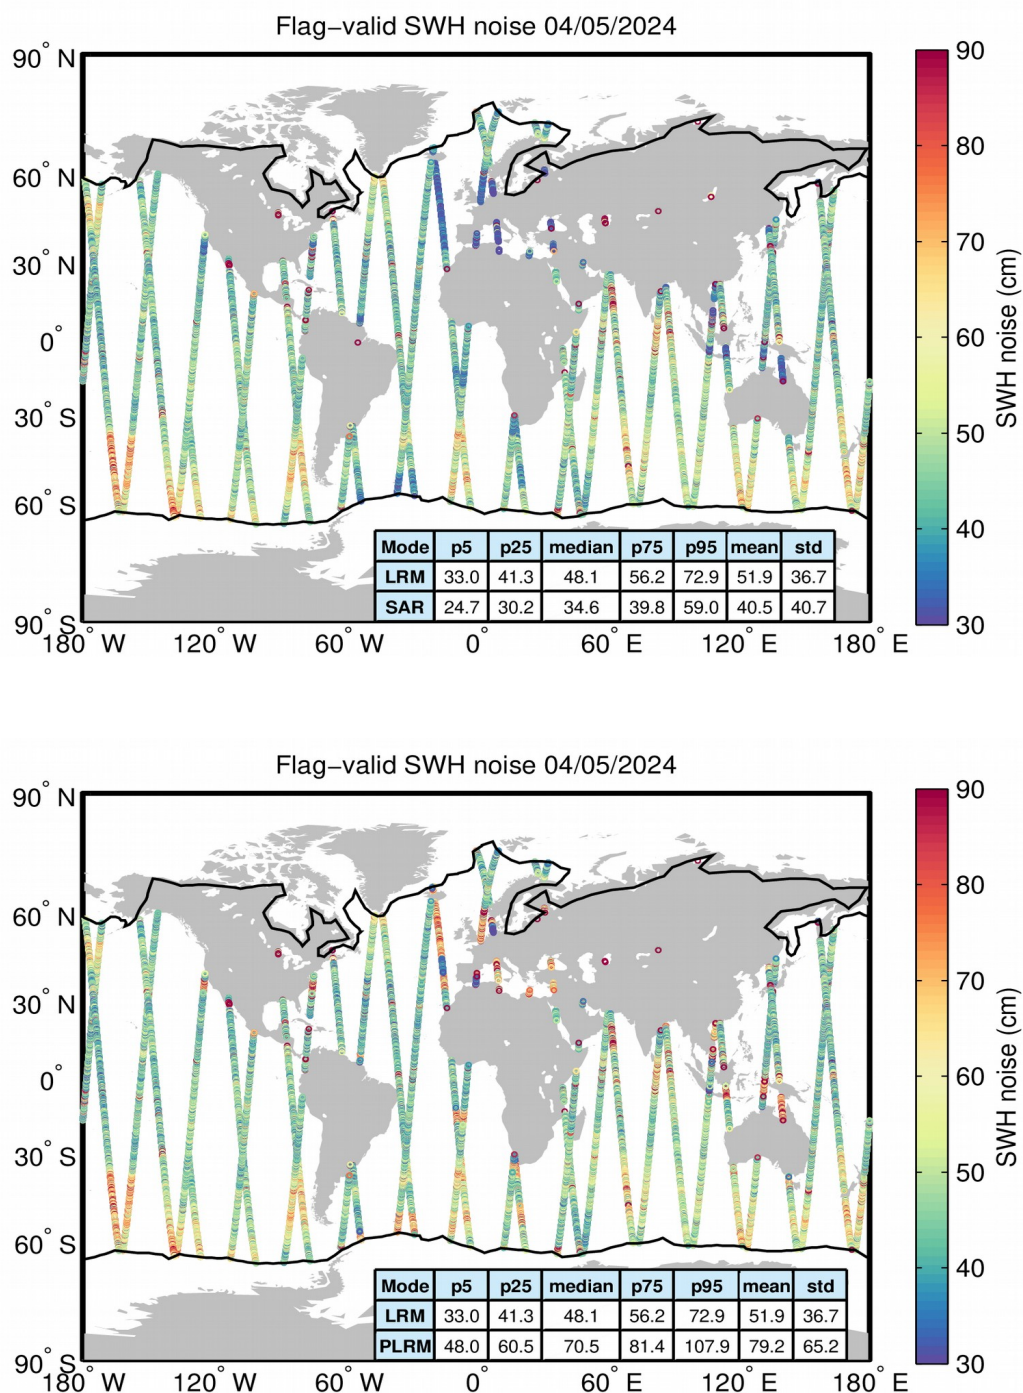 Flag−valid SWH noise 04/05/2024
90° N
60° N
30° N
0°
30° S
60° S
90° S
180° W 120° W 60° W 0° 60° E 120° E 180° E
90
80
70
60
50
40
30
SWH noise (cm)
Mode p5 p25 median p75 p95 mean std
LRM 33.0 41.3 48.1 56.2 72.9 51.9 36.7
SAR 24.7 30.2 34.6 39.8 59.0 40.5 40.7
Flag−valid SWH noise 04/05/2024
90° N
60° N
30° N
0°
30° S
60° S
90° S
180° W 120° W 60° W 0° 60° E 120° E 180° E
90
80
70
60
50
40
30
SWH noise (cm)
Mode p5 p25 median p75 p95 mean std
LRM 33.0 41.3 48.1 56.2 72.9 51.9 36.7
PLRM 48.0 60.5 70.5 81.4 107.9 79.2 65.2